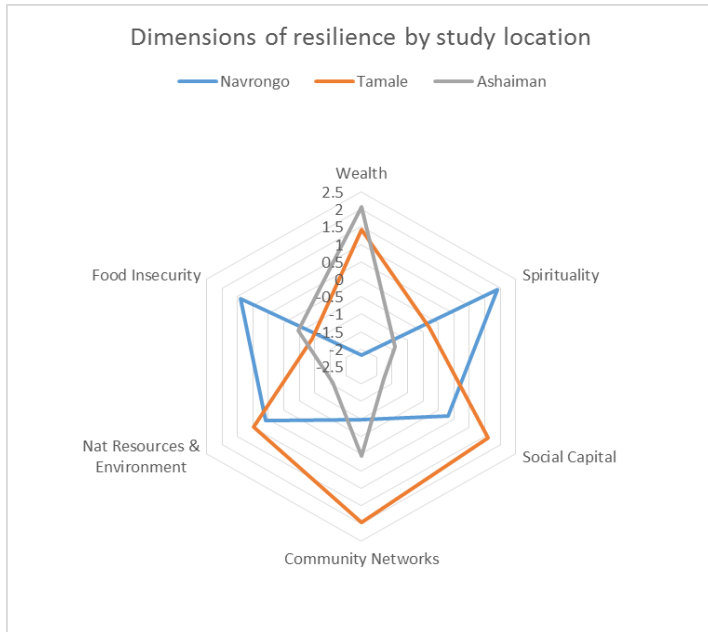 Dimensions of resilience by study location
Navrongo Tamale Ashaiman
Wealth
2.5
2
1.5
1
0.5
0
-0.5
-1
-1.5
-2
-2.5
Food Insecurity
Spirituality
Nat Resources &
Environment
Social Capital
Community Networks